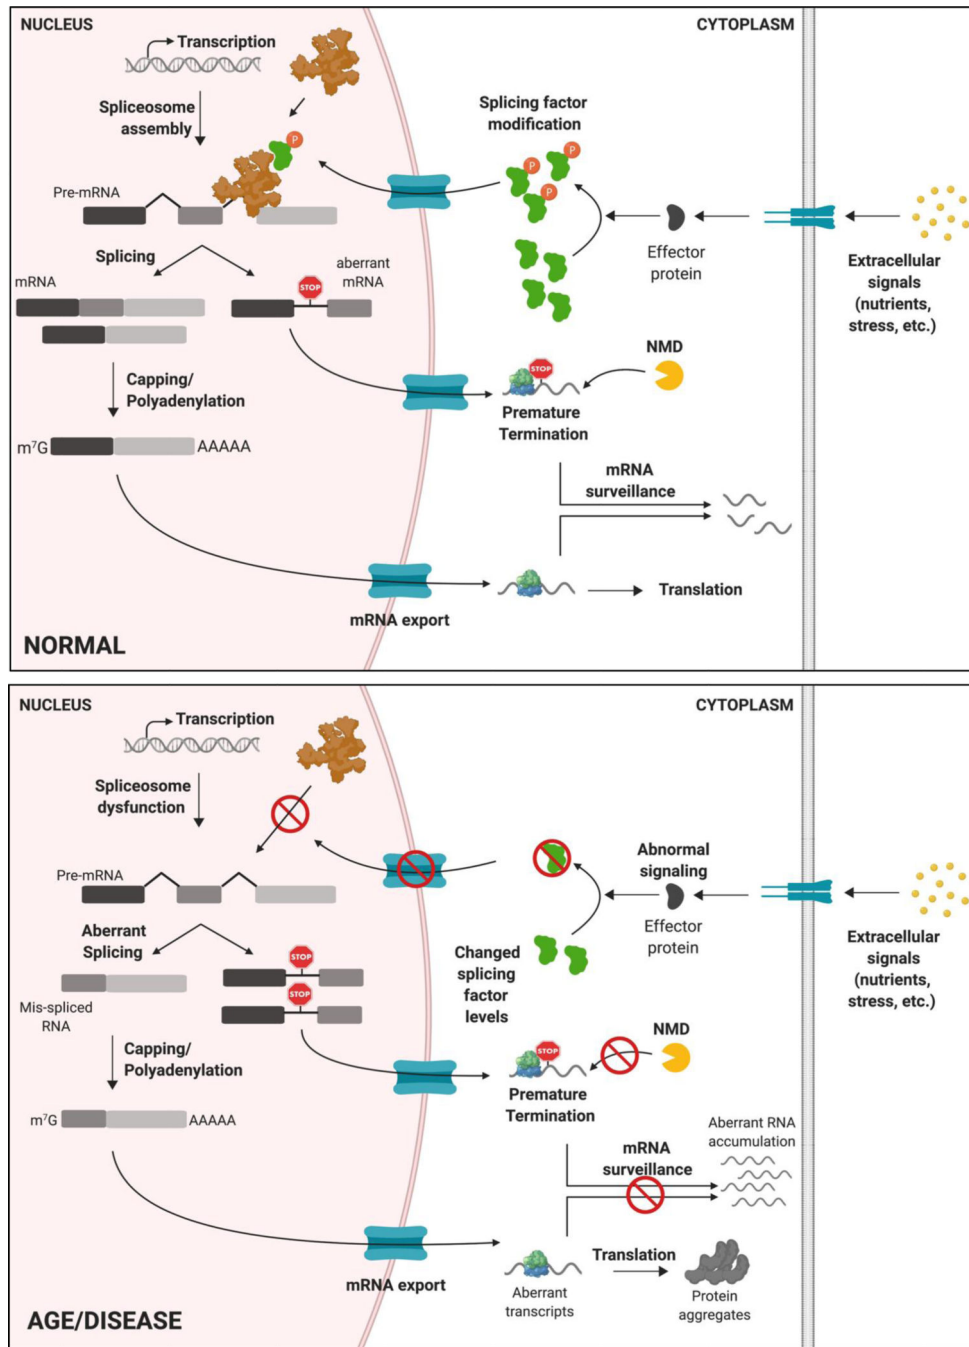 NUCLEUS
CYTOPLASM
Transcription
Spliceosome
assembly
Splicing factor
modification
P
P
P
P
Pre-mRNA
Effector
protein
Extracellular
signals
(nutrients,
stress, etc.)
Splicing
mRNA
aberrant
mRNA
STOP
NMD
STOP
Capping/
Polyadenylation
Premature
Termination
m⁷G
AAAAA
mRNA
surveillance
Translation
mRNA export
NORMAL
NUCLEUS
CYTOPLASM
Transcription
Spliceosome
dysfunction
Abnormal
signaling
Pre-mRNA
Effector
protein
Extracellular
signals
(nutrients,
stress, etc.)
Aberrant
Splicing
STOP
STOP
Changed
splicing
factor
levels
Mis-spliced
RNA
NMD
STOP
Capping/
Polyadenylation
Premature
Termination
m⁷G
AAAAA
Aberrant RNA
accumulation
mRNA
surveillance
Translation
mRNA export
Aberrant
transcripts
Protein
aggregates
AGE/DISEASE